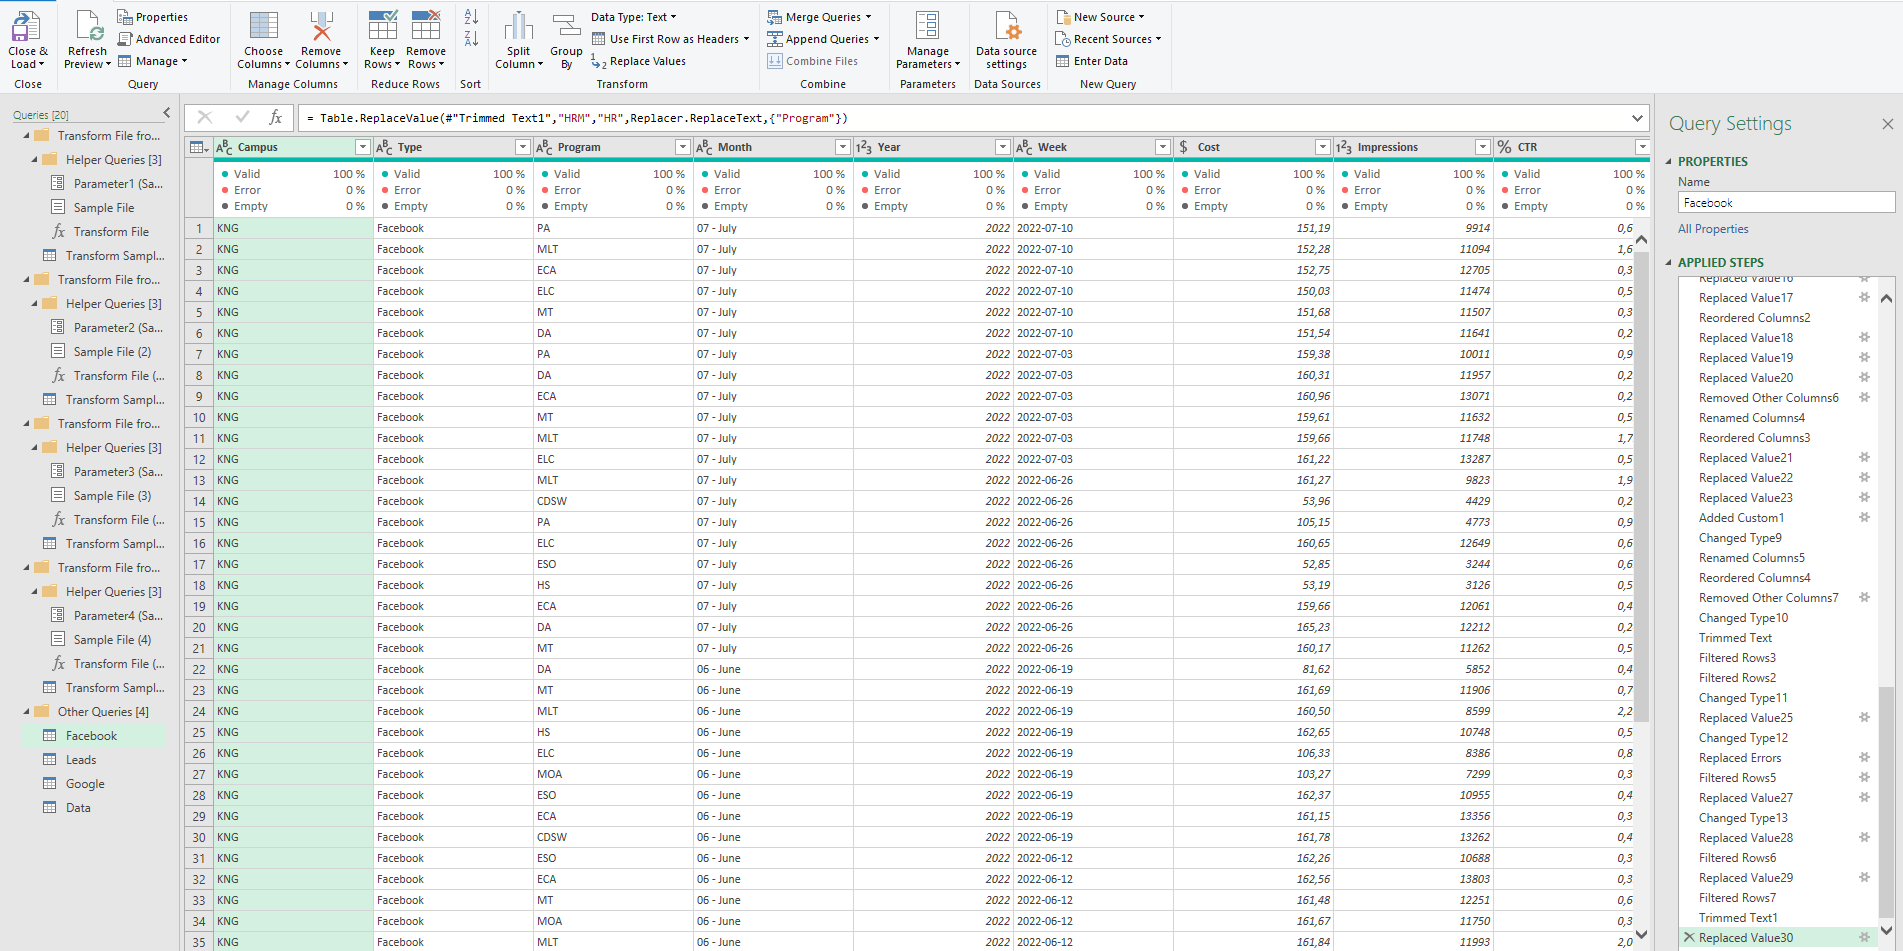 Close &
Load
Close
Refresh
Preview
Properties
Advanced Editor
Manage
Query
Choose
Columns
Remove
Columns
Manage Columns
Keep
Rows
Remove
Rows
Reduce Rows
A
Z
Z
A
Sort
Split
Column
Group
By
Data Type: Text
Use First Row as Headers
1 2 Replace Values
Transform
Merge Queries
Append Queries
Combine Files
Combine
Manage
Parameters
Parameters
Data source
settings
Data Sources
New Source
Recent Sources
Enter Data
New Query
Queries [20]
Transform File fro...
Helper Queries [3]
Parameter1 (Sa...
Sample File
fx Transform File
Transform Sampl...
Transform File fro...
Helper Queries [3]
Parameter2 (Sa...
Sample File (2)
fx Transform File (...
Transform Sampl...
Transform File fro...
Helper Queries [3]
Parameter3 (Sa...
Sample File (3)
fx Transform File (...
Transform Sampl...
Transform File fro...
Helper Queries [3]
Parameter4 (Sa...
Sample File (4)
fx Transform File (...
Transform Sampl...
Other Queries [4]
Facebook
Leads
Google
Data
fx = Table.ReplaceValue(#"Trimmed Text1","HRM","HR",Replacer.ReplaceText,{"Program"})
ABC Campus ABC Type ABC Program ABC Month 123 Year ABC Week $ Cost 123 Impressions % CTR
Valid 100 % Valid 100 % Valid 100 % Valid 100 % Valid 100 % Valid 100 % Valid 100 % Valid 100 % Valid 100 %
Error 0 % Error 0 % Error 0 % Error 0 % Error 0 % Error 0 % Error 0 % Error 0 % Error 0 %
Empty 0 % Empty 0 % Empty 0 % Empty 0 % Empty 0 % Empty 0 % Empty 0 % Empty 0 % Empty 0 %
1 KNG Facebook PA 07 - July 2022 2022-07-10 151,19 9914 0,6
2 KNG Facebook MLT 07 - July 2022 2022-07-10 152,28 11094 1,6
3 KNG Facebook ECA 07 - July 2022 2022-07-10 152,75 12705 0,3
4 KNG Facebook ELC 07 - July 2022 2022-07-10 150,03 11474 0,5
5 KNG Facebook MT 07 - July 2022 2022-07-10 151,68 11507 0,3
6 KNG Facebook DA 07 - July 2022 2022-07-10 151,54 11641 0,2
7 KNG Facebook PA 07 - July 2022 2022-07-03 159,38 10011 0,9
8 KNG Facebook DA 07 - July 2022 2022-07-03 160,31 11957 0,2
9 KNG Facebook ECA 07 - July 2022 2022-07-03 160,96 13071 0,2
10 KNG Facebook MT 07 - July 2022 2022-07-03 159,61 11632 0,5
11 KNG Facebook MLT 07 - July 2022 2022-07-03 159,66 11748 1,7
12 KNG Facebook ELC 07 - July 2022 2022-07-03 161,22 13287 0,5
13 KNG Facebook MLT 07 - July 2022 2022-06-26 161,27 9823 1,9
14 KNG Facebook CDSW 07 - July 2022 2022-06-26 53,96 4429 0,2
15 KNG Facebook PA 07 - July 2022 2022-06-26 105,15 4773 0,9
16 KNG Facebook ELC 07 - July 2022 2022-06-26 160,65 12649 0,6
17 KNG Facebook ESO 07 - July 2022 2022-06-26 52,85 3244 0,6
18 KNG Facebook HS 07 - July 2022 2022-06-26 53,19 3126 0,5
19 KNG Facebook ECA 07 - July 2022 2022-06-26 159,66 12061 0,4
20 KNG Facebook DA 07 - July 2022 2022-06-26 165,23 12212 0,2
21 KNG Facebook MT 07 - July 2022 2022-06-26 160,17 11262 0,5
22 KNG Facebook DA 06 - June 2022 2022-06-19 81,62 5852 0,4
23 KNG Facebook MT 06 - June 2022 2022-06-19 161,69 11906 0,7
24 KNG Facebook MLT 06 - June 2022 2022-06-19 160,50 8599 2,2
25 KNG Facebook HS 06 - June 2022 2022-06-19 162,65 10748 0,5
26 KNG Facebook ELC 06 - June 2022 2022-06-19 106,33 8386 0,8
27 KNG Facebook MOA 06 - June 2022 2022-06-19 103,27 7299 0,3
28 KNG Facebook ESO 06 - June 2022 2022-06-19 162,37 10955 0,4
29 KNG Facebook ECA 06 - June 2022 2022-06-19 161,15 13356 0,3
30 KNG Facebook CDSW 06 - June 2022 2022-06-19 161,78 13262 0,4
31 KNG Facebook ESO 06 - June 2022 2022-06-12 162,26 10688 0,3
32 KNG Facebook ECA 06 - June 2022 2022-06-12 162,56 13803 0,3
33 KNG Facebook MT 06 - June 2022 2022-06-12 161,48 12251 0,6
34 KNG Facebook MOA 06 - June 2022 2022-06-12 161,67 11750 0,3
35 KNG Facebook MLT 06 - June 2022 2022-06-12 161,84 11993 2,0
Query Settings
PROPERTIES
Name
Facebook
All Properties
APPLIED STEPS
Replaced Value16
Replaced Value17
Reordered Columns2
Replaced Value18
Replaced Value19
Replaced Value20
Removed Other Columns6
Renamed Columns4
Reordered Columns3
Replaced Value21
Replaced Value22
Replaced Value23
Added Custom1
Changed Type9
Renamed Columns5
Reordered Columns4
Removed Other Columns7
Changed Type10
Trimmed Text
Filtered Rows3
Filtered Rows2
Changed Type11
Replaced Value25
Changed Type12
Replaced Errors
Filtered Rows5
Replaced Value27
Changed Type13
Replaced Value28
Filtered Rows6
Replaced Value29
Filtered Rows7
Trimmed Text1
Replaced Value30